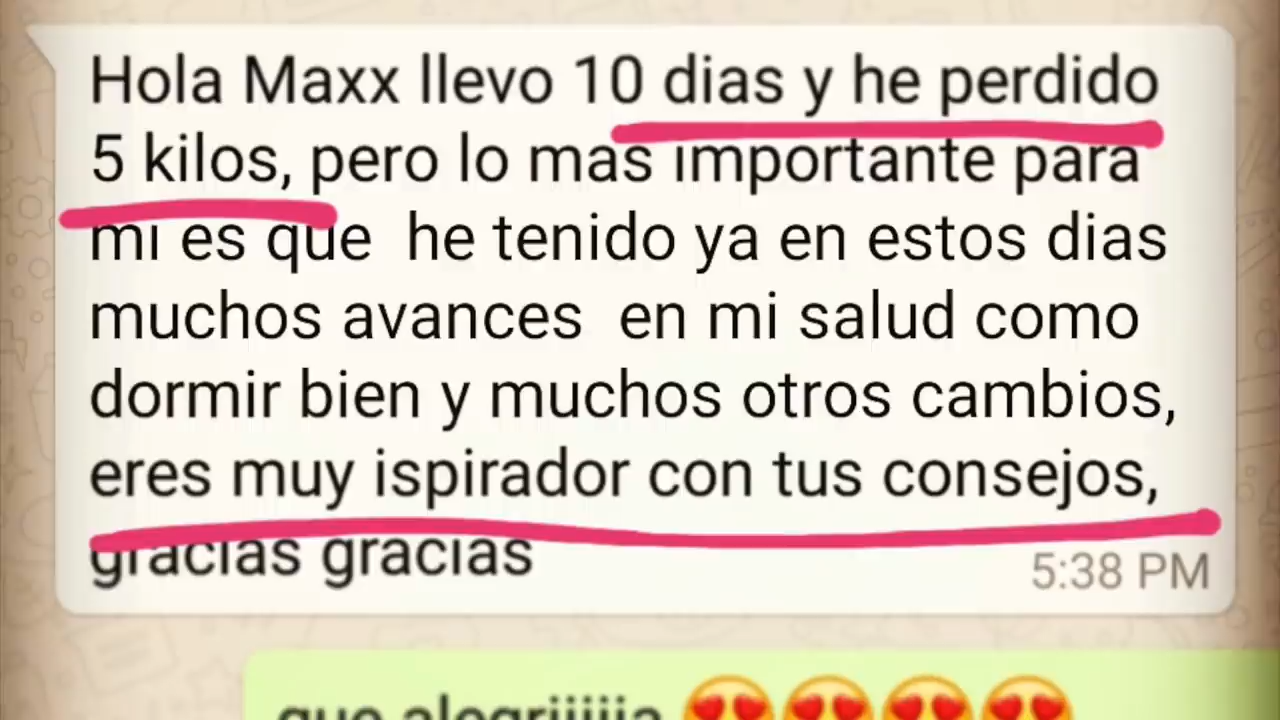 Hola Maxx llevo 10 dias y he perdido
5 kilos, pero lo mas importante para
mi es que  he tenido ya en estos dias
muchos avances  en mi salud como
dormir bien y muchos otros cambios,
eres muy ispirador con tus consejos,
gracias gracias
5:38 PM
que alegriiiiiia 😍😍😍😍